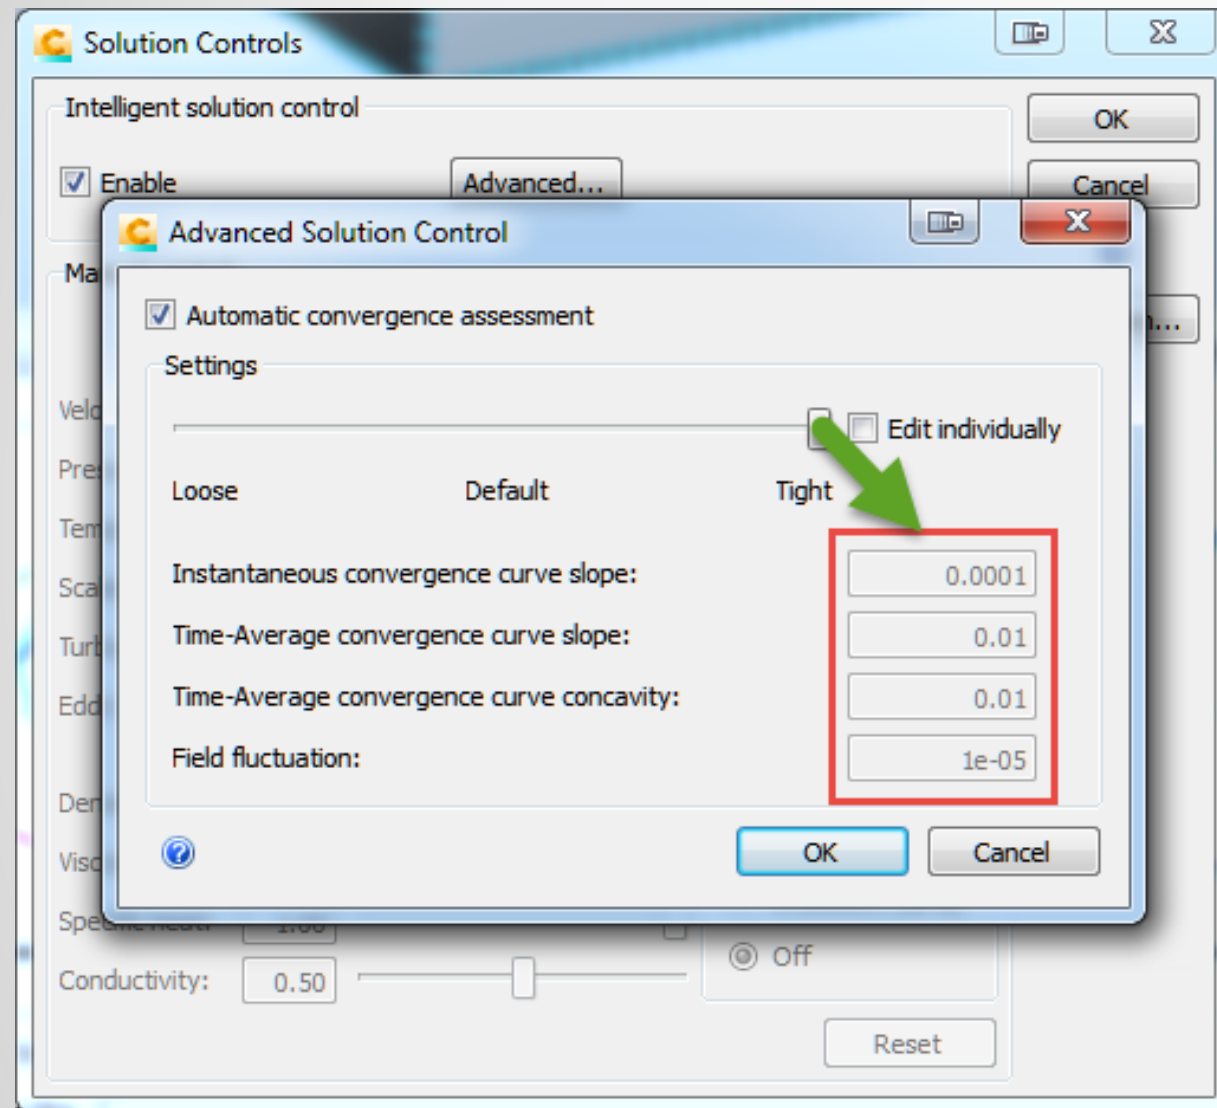 Solution Controls
Intelligent solution control
OK
Enable
Advanced...
Cancel
Advanced Solution Control
Automatic convergence assessment
Settings
Edit individually
Loose Default Tight
Instantaneous convergence curve slope: 0.0001
Time-Average convergence curve slope: 0.01
Time-Average convergence curve concavity: 0.01
Field fluctuation: 1e-05
OK Cancel
Conductivity: 0.50
Off
Reset